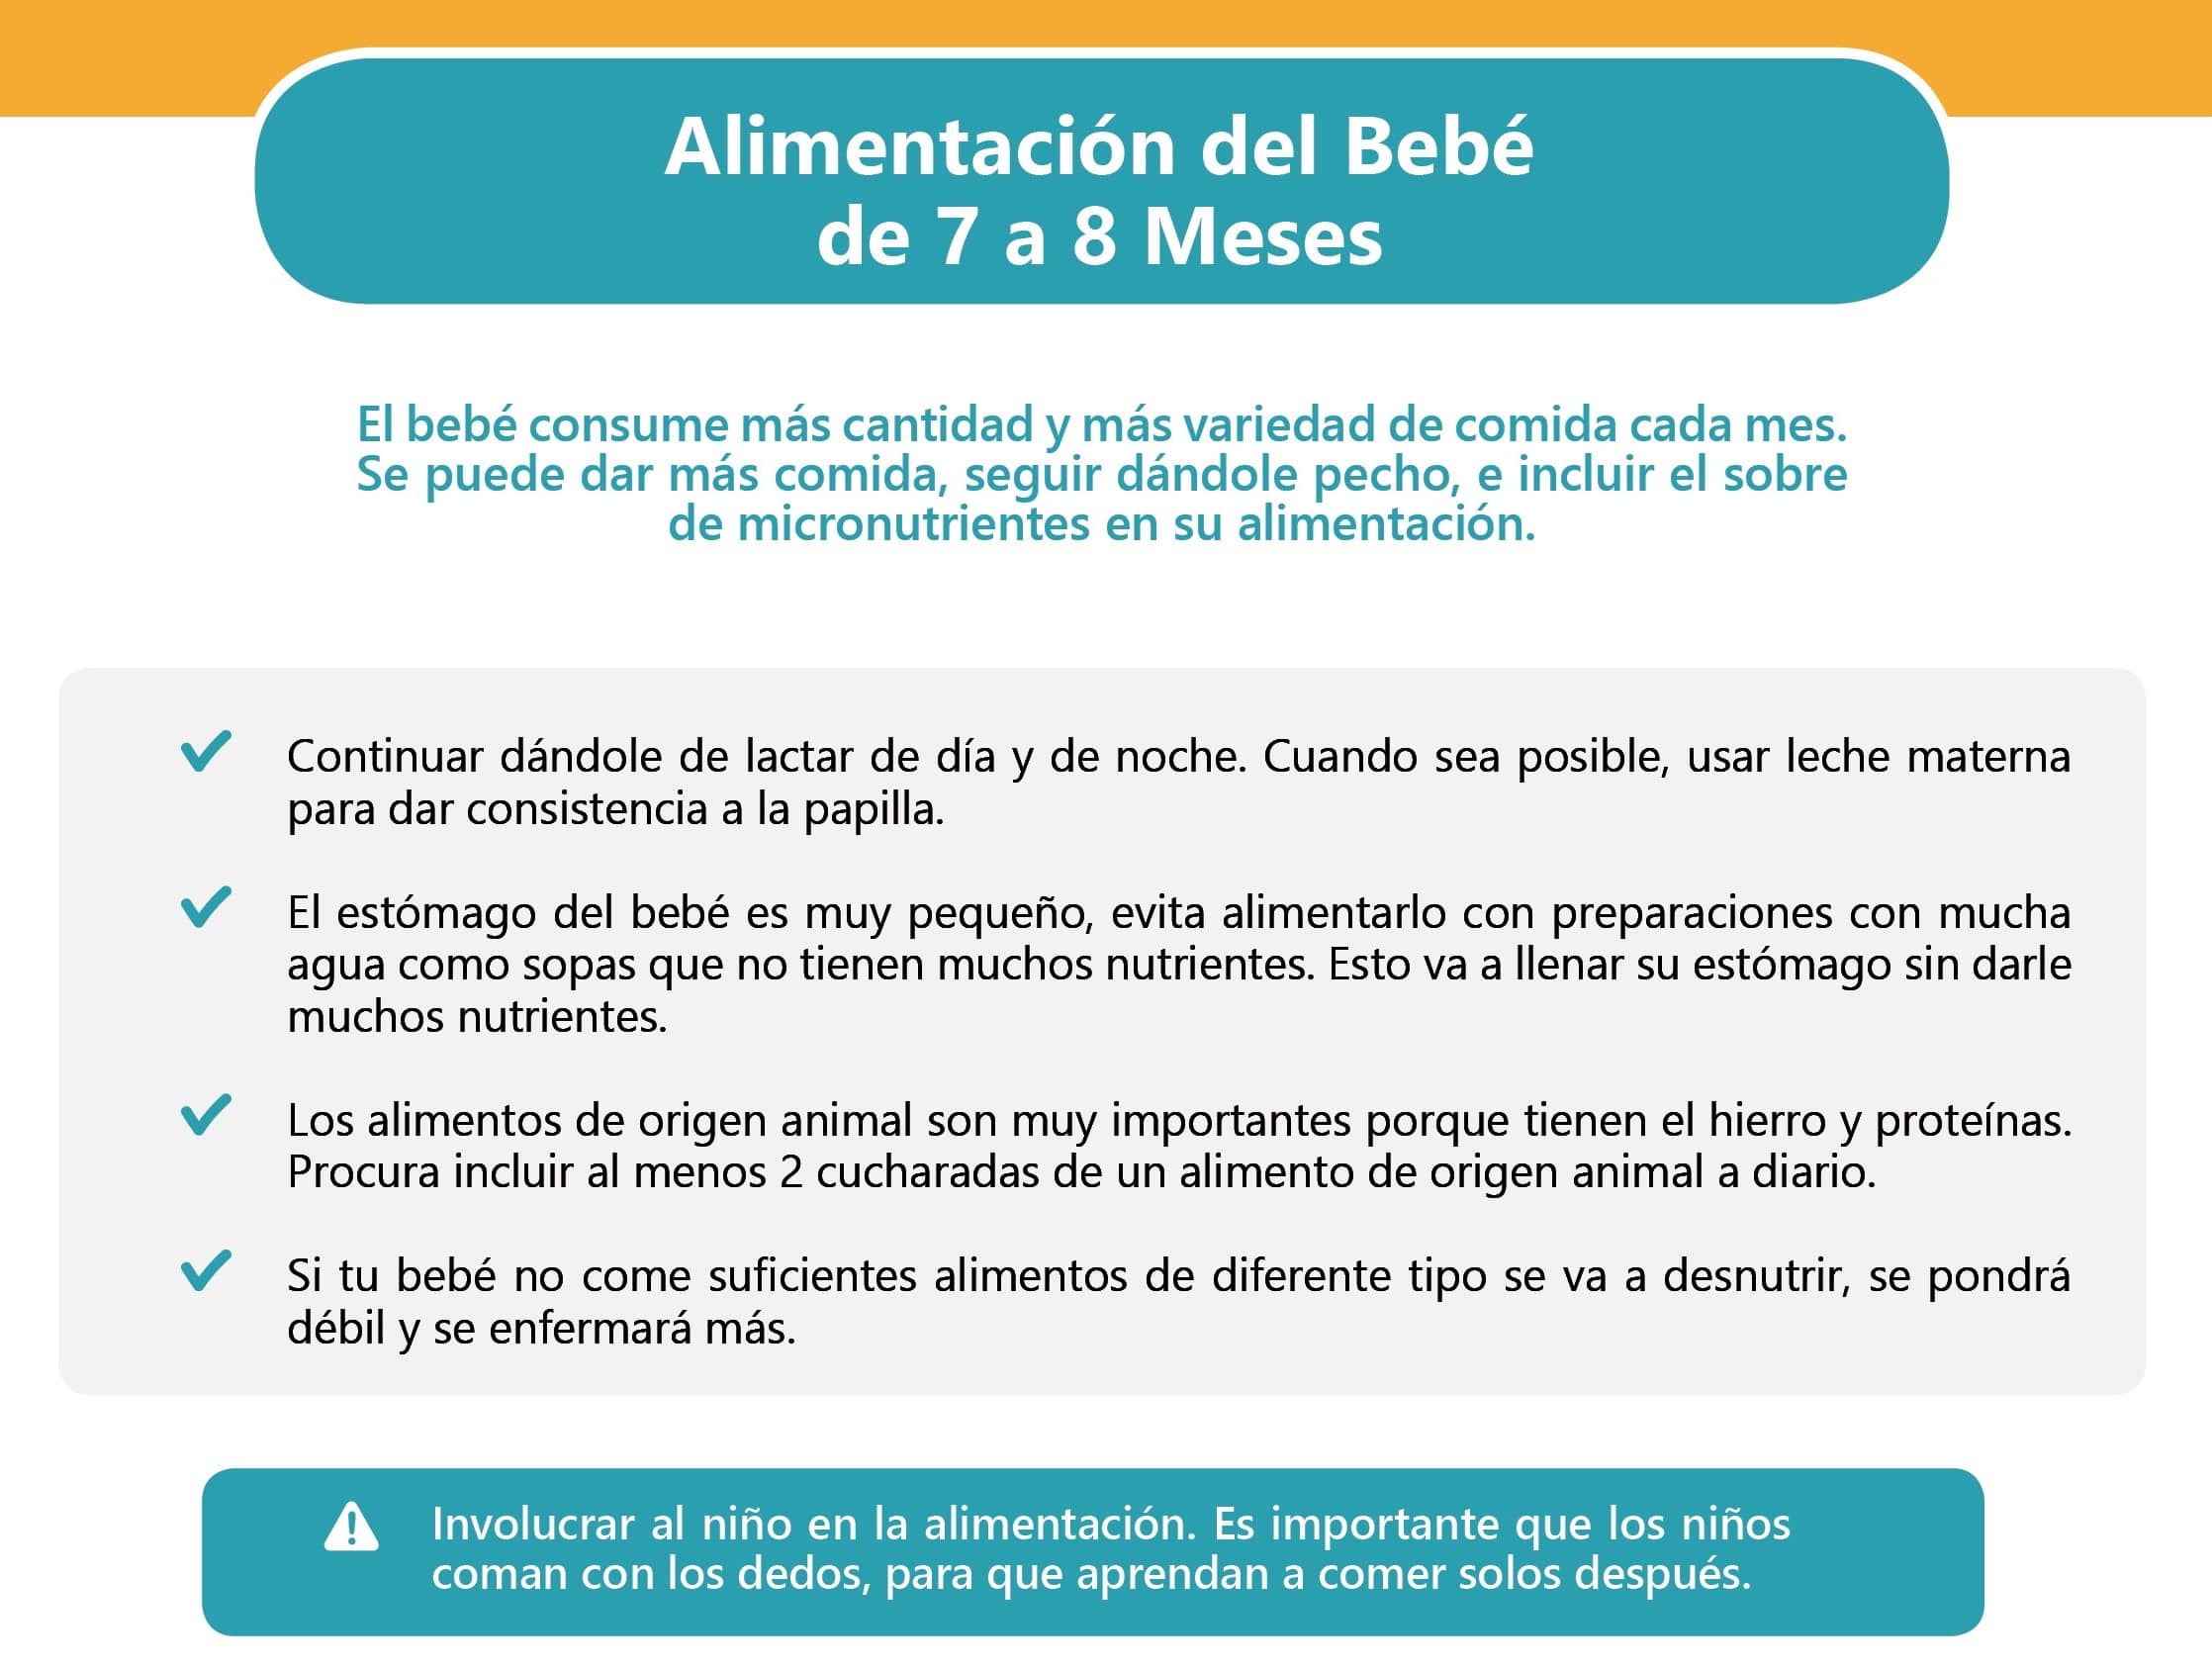 Alimentación del Bebé
de 7 a 8 Meses
El bebé consume más cantidad y más variedad de comida cada mes.
Se puede dar más comida, seguir dándole pecho, e incluir el sobre
de micronutrientes en su alimentación.
Continuar dándole de lactar de día y de noche. Cuando sea posible, usar leche materna
para dar consistencia a la papilla.
El estómago del bebé es muy pequeño, evita alimentarlo con preparaciones con mucha
agua como sopas que no tienen muchos nutrientes. Esto va a llenar su estómago sin darle
muchos nutrientes.
Los alimentos de origen animal son muy importantes porque tienen el hierro y proteínas.
Procura incluir al menos 2 cucharadas de un alimento de origen animal a diario.
Si tu bebé no come suficientes alimentos de diferente tipo se va a desnutrir, se pondrá
débil y se enfermará más.
Involucrar al niño en la alimentación. Es importante que los niños
coman con los dedos, para que aprendan a comer solos después.